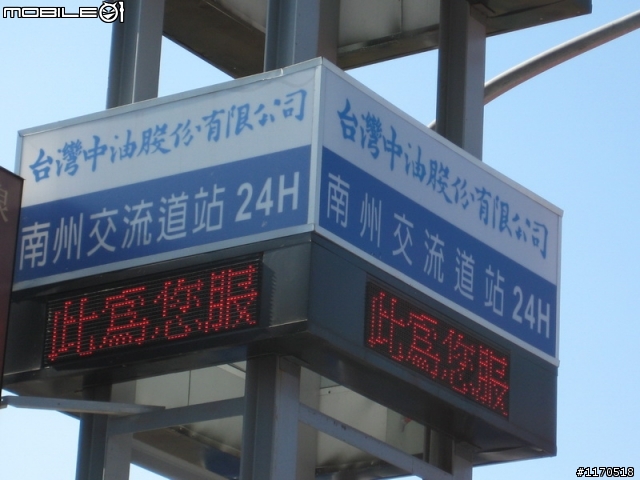 mobile01
台灣中油股份有限公司
南州交流道站 24H
此為您服
台灣中油股份有限公司
南州交流道站 24H
此為您服
#1170518